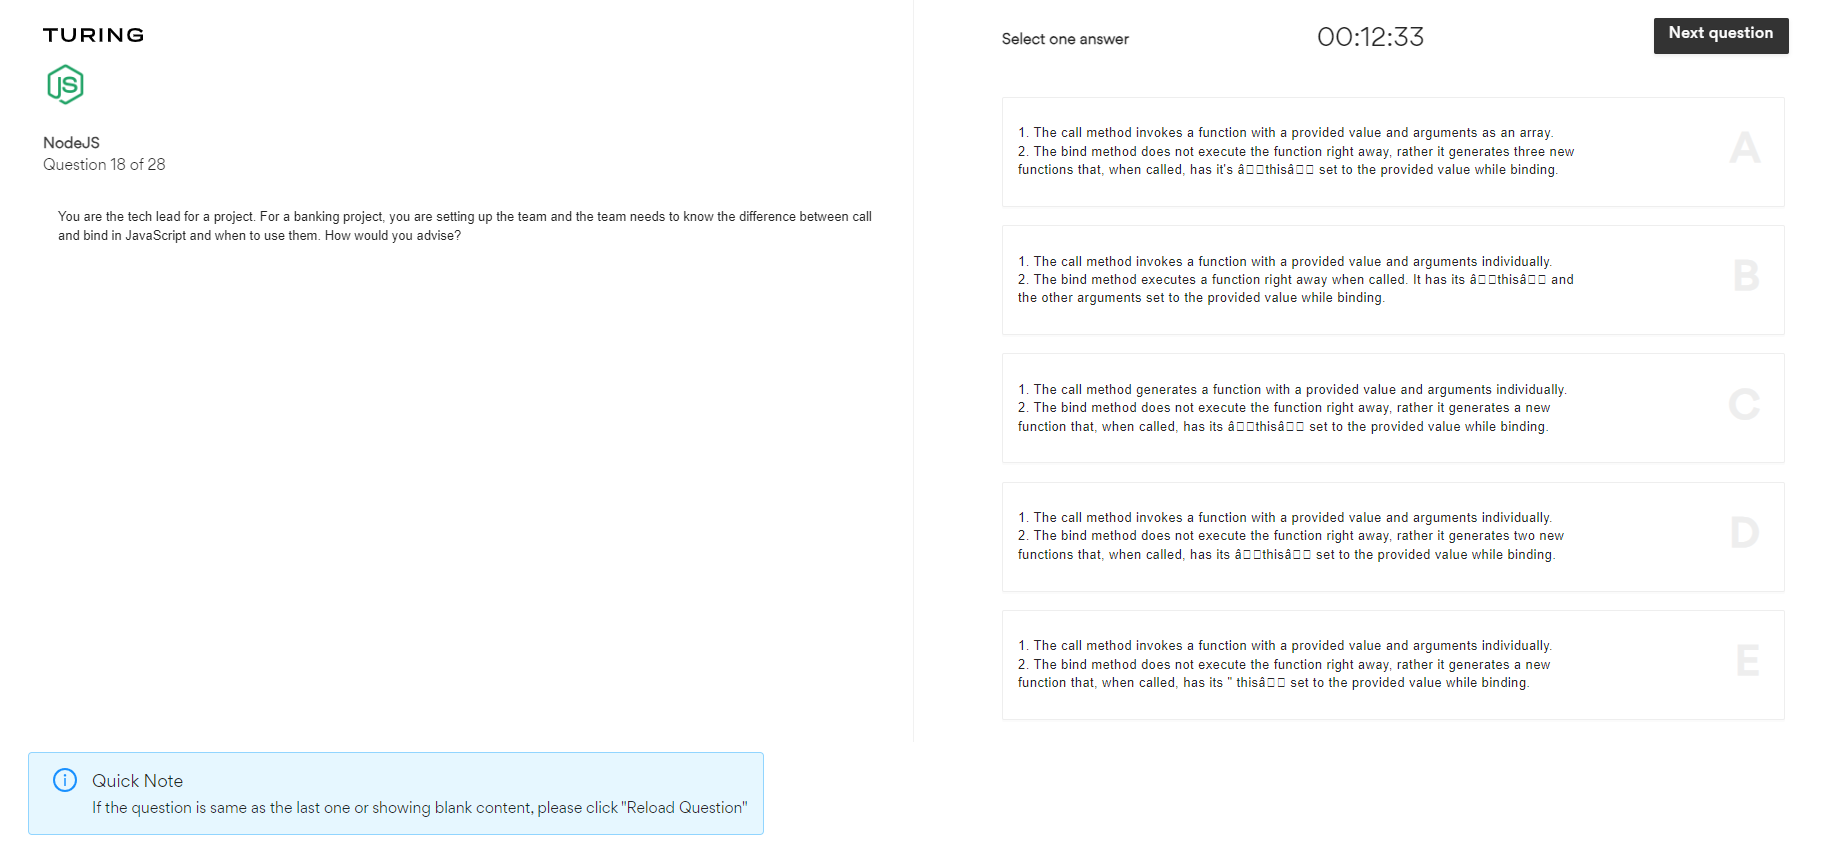 TURING
JS
NodeJS
Question 18 of 28
You are the tech lead for a project. For a banking project, you are setting up the team and the team needs to know the difference between call
and bind in JavaScript and when to use them. How would you advise?
Quick Note
If the question is same as the last one or showing blank content, please click "Reload Question"
Select one answer
00:12:33
Next question
1. The call method invokes a function with a provided value and arguments as an array.
2. The bind method does not execute the function right away, rather it generates three new
functions that, when called, has it's â□□thisâ□□ set to the provided value while binding.
A
1. The call method invokes a function with a provided value and arguments individually.
2. The bind method executes a function right away when called. It has its â□□thisâ□□ and
the other arguments set to the provided value while binding.
B
1. The call method generates a function with a provided value and arguments individually.
2. The bind method does not execute the function right away, rather it generates a new
function that, when called, has its â□□thisâ□□ set to the provided value while binding.
C
1. The call method invokes a function with a provided value and arguments individually.
2. The bind method does not execute the function right away, rather it generates two new
functions that, when called, has its â□□thisâ□□ set to the provided value while binding.
D
1. The call method invokes a function with a provided value and arguments individually.
2. The bind method does not execute the function right away, rather it generates a new
function that, when called, has its " thisâ□□ set to the provided value while binding.
E